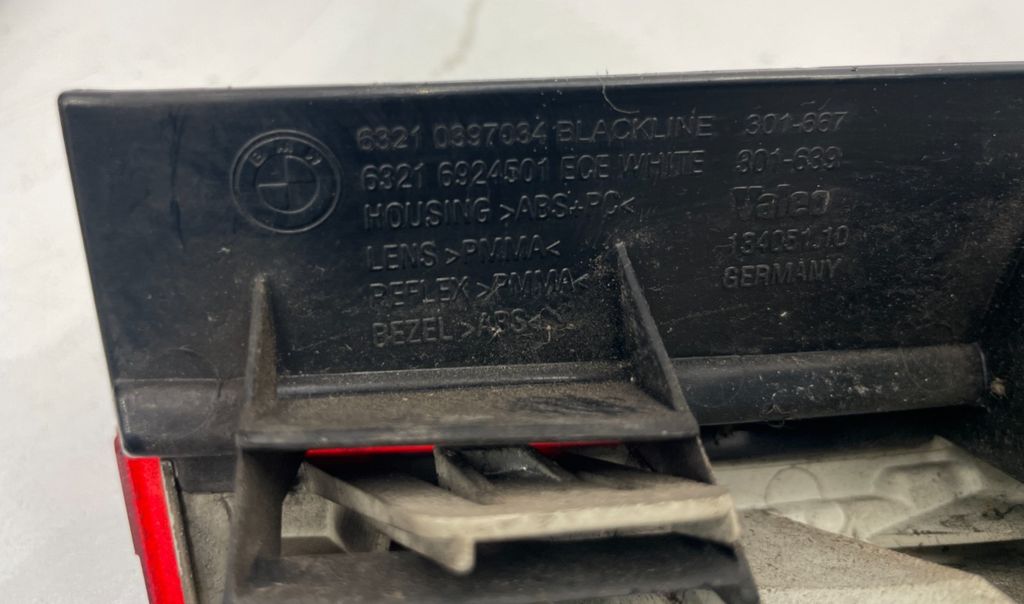 BMW
6321 0397034 BLACKLINE 301-667
6321 6924501 ECE WHITE 301-639
HOUSING >ABS+PC< Valeo
LENS >PMMA< 134051.10
REFLEX >PMMA< GERMANY
BEZEL >ABS<